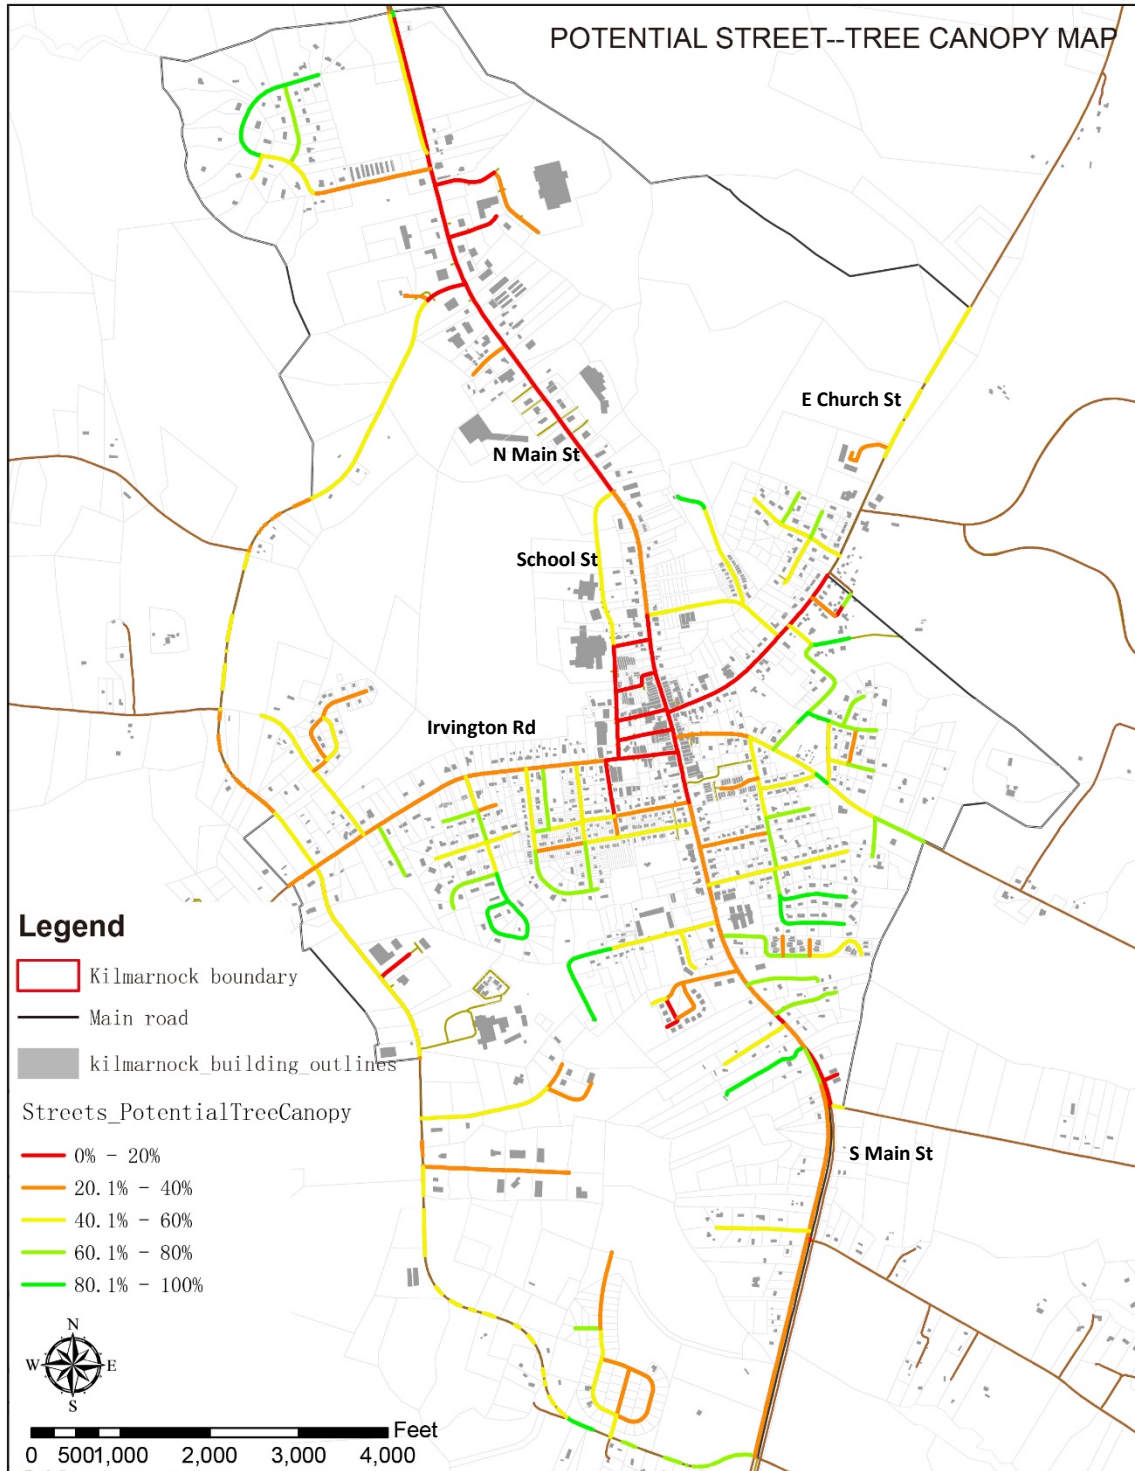 POTENTIAL STREET--TREE CANOPY MAP
E Church St
N Main St
School St
Irvington Rd
Legend
Kilmarnock boundary
Main road
kilmarnock_building_outlines
Streets_PotentialTreeCanopy
0% - 20%
20.1% - 40%
40.1% - 60%
60.1% - 80%
80.1% - 100%
S Main St
N
W E
S
Feet
0 500 1,000 2,000 3,000 4,000